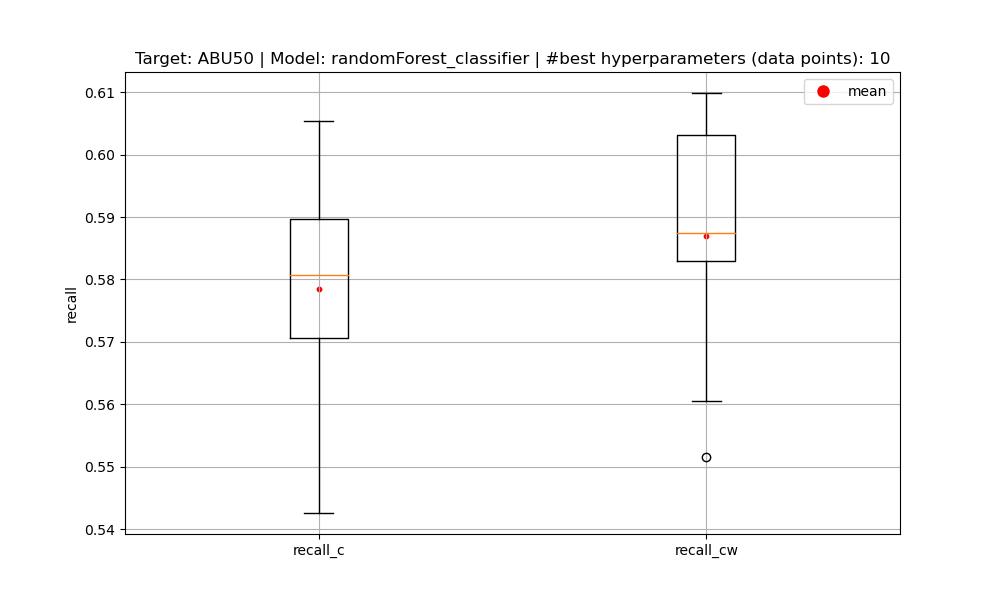 Target: ABU50 | Model: randomForest_classifier | #best hyperparameters (data points): 10
mean
0.61
0.60
0.59
0.58
0.57
0.56
0.55
0.54
recall
recall_c
recall_cw